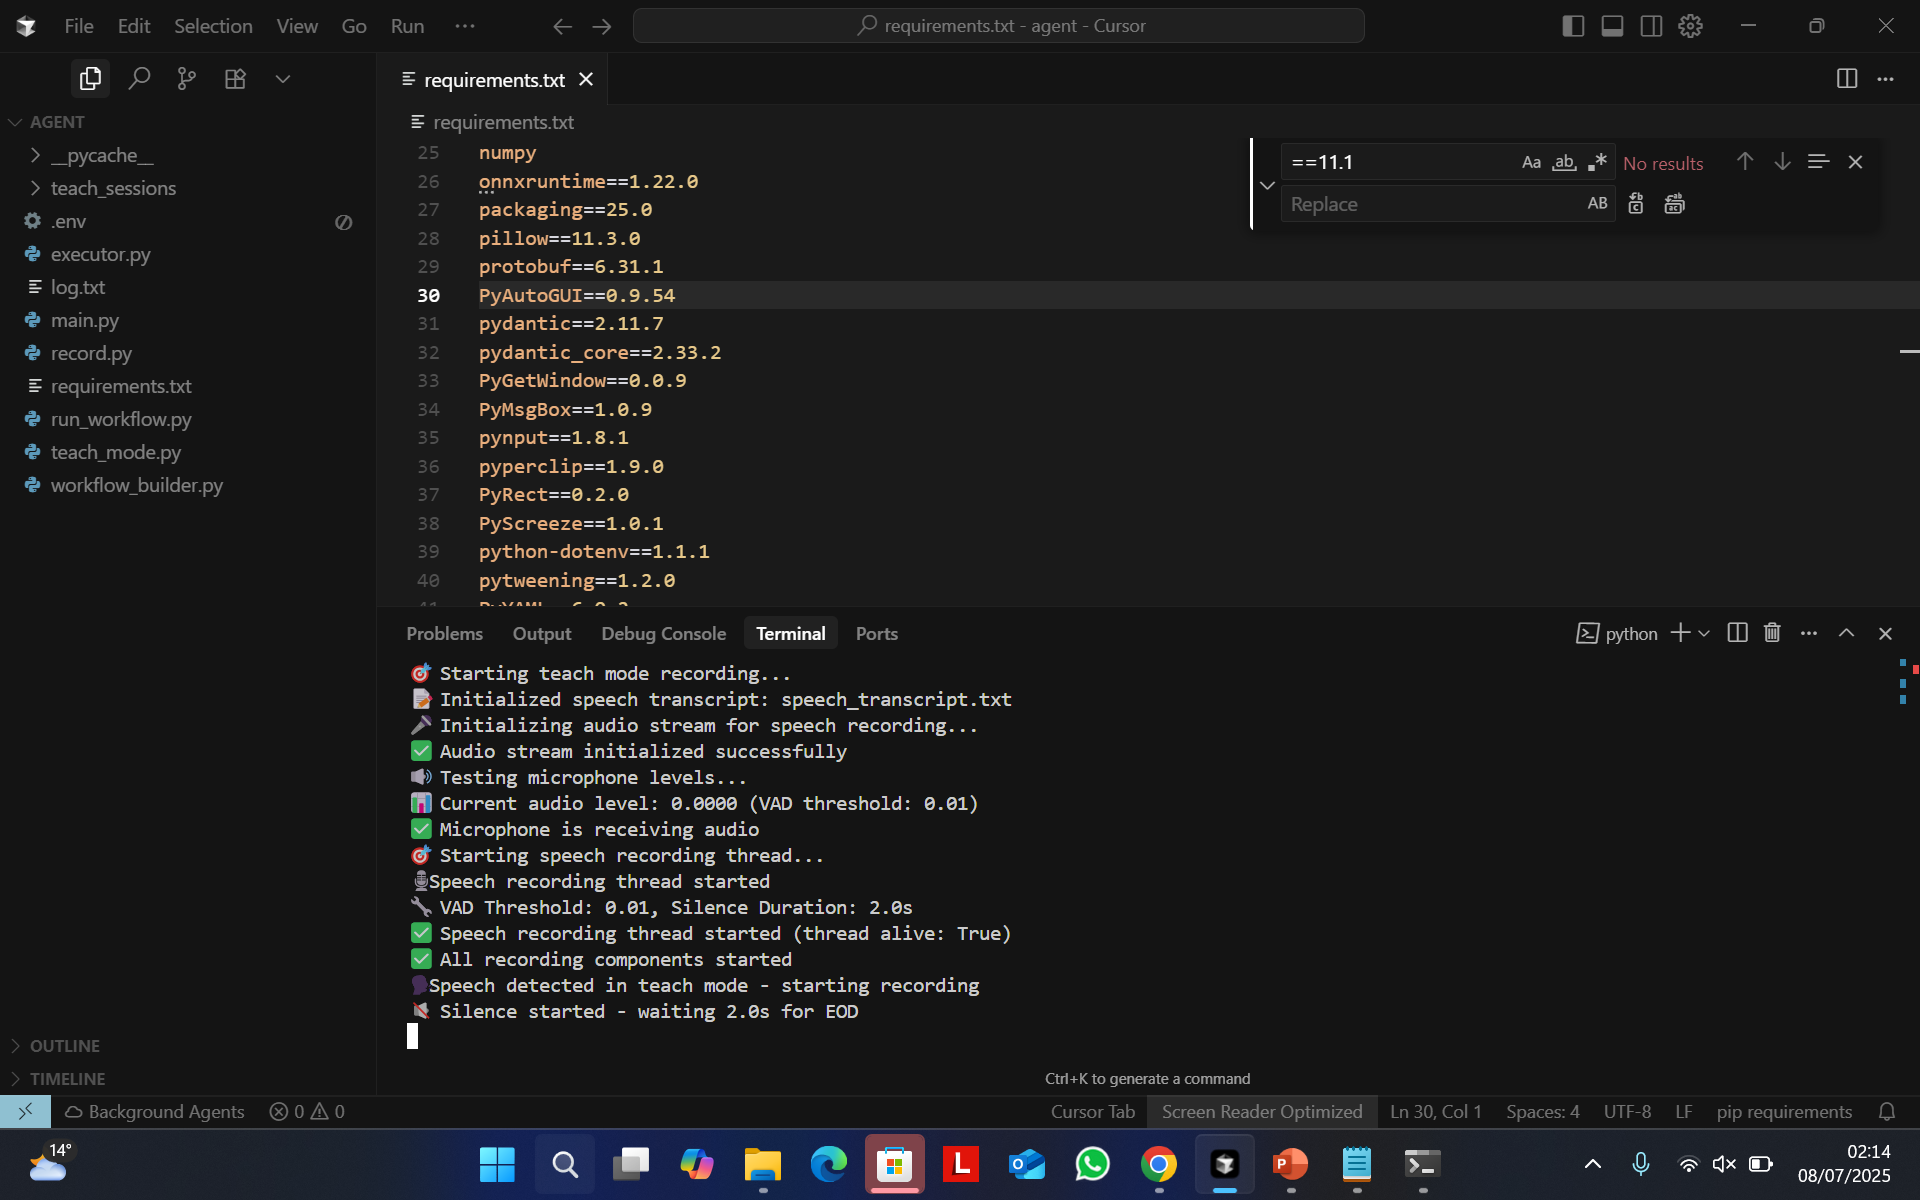 File Edit Selection View Go Run ···
requirements.txt - agent - Cursor
requirements.txt
requirements.txt
AGENT
__pycache__
teach_sessions
.env
executor.py
log.txt
main.py
record.py
requirements.txt
run_workflow.py
teach_mode.py
workflow_builder.py
OUTLINE
TIMELINE
25 numpy
26 onnxruntime==1.22.0
27 packaging==25.0
28 pillow==11.3.0
29 protobuf==6.31.1
30 PyAutoGUI==0.9.54
31 pydantic==2.11.7
32 pydantic_core==2.33.2
33 PyGetWindow==0.0.9
34 PyMsgBox==1.0.9
35 pynput==1.8.1
36 pyperclip==1.9.0
37 PyRect==0.2.0
38 PyScreeze==1.0.1
39 python-dotenv==1.1.1
40 pytweening==1.2.0
==11.1 Aa ab .* No results
Replace AB
Problems Output Debug Console Terminal Ports
python
Starting teach mode recording...
Initialized speech transcript: speech_transcript.txt
Initializing audio stream for speech recording...
Audio stream initialized successfully
Testing microphone levels...
Current audio level: 0.0000 (VAD threshold: 0.01)
Microphone is receiving audio
Starting speech recording thread...
Speech recording thread started
VAD Threshold: 0.01, Silence Duration: 2.0s
Speech recording thread started (thread alive: True)
All recording components started
Speech detected in teach mode - starting recording
Silence started - waiting 2.0s for EOD
Ctrl+K to generate a command
Background Agents 0 0 Cursor Tab Screen Reader Optimized Ln 30, Col 1 Spaces: 4 UTF-8 LF pip requirements
14°
02:14
08/07/2025